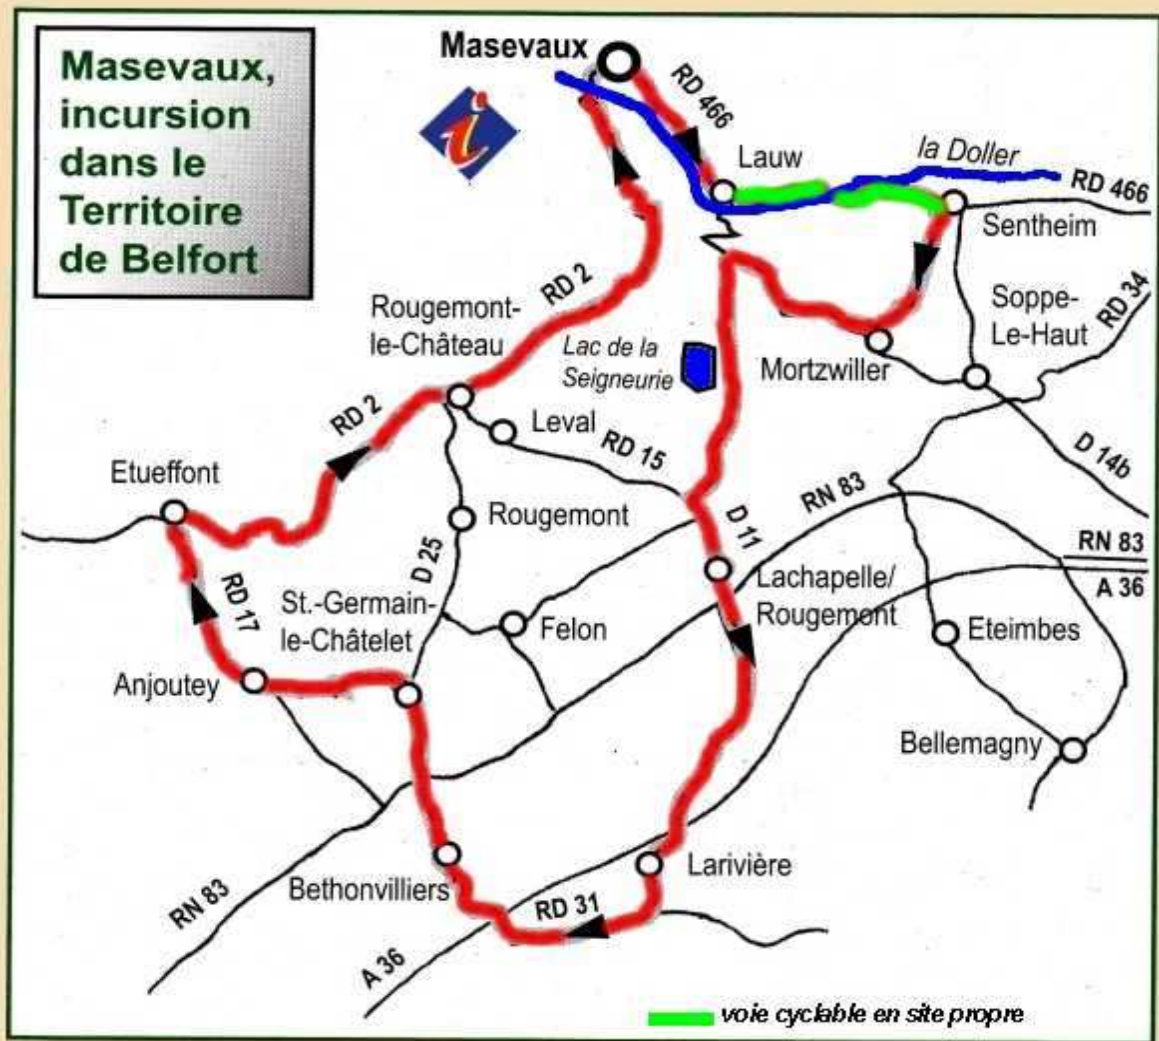 Masevaux,
incursion
dans le
Territoire
de Belfort
Masevaux
i
RD 466
Lauw
la Doller
RD 466
Sentheim
Soppe-
Le-Haut
RD 34
Mortzwiller
D 14b
Rougemont-
le-Château
RD 2
Lac de la
Seigneurie
RD 2
Leval
RD 15
Etueffont
Rougemont
D 25
D 11
RN 83
RN 83
A 36
Lachapelle/
Rougemont
RD 17
St.-Germain-
le-Châtelet
Felon
Eteimbes
Anjoutey
Bellemagny
Larivière
Bethonvilliers
RD 31
RN 83
A 36
voie cyclable en site propre